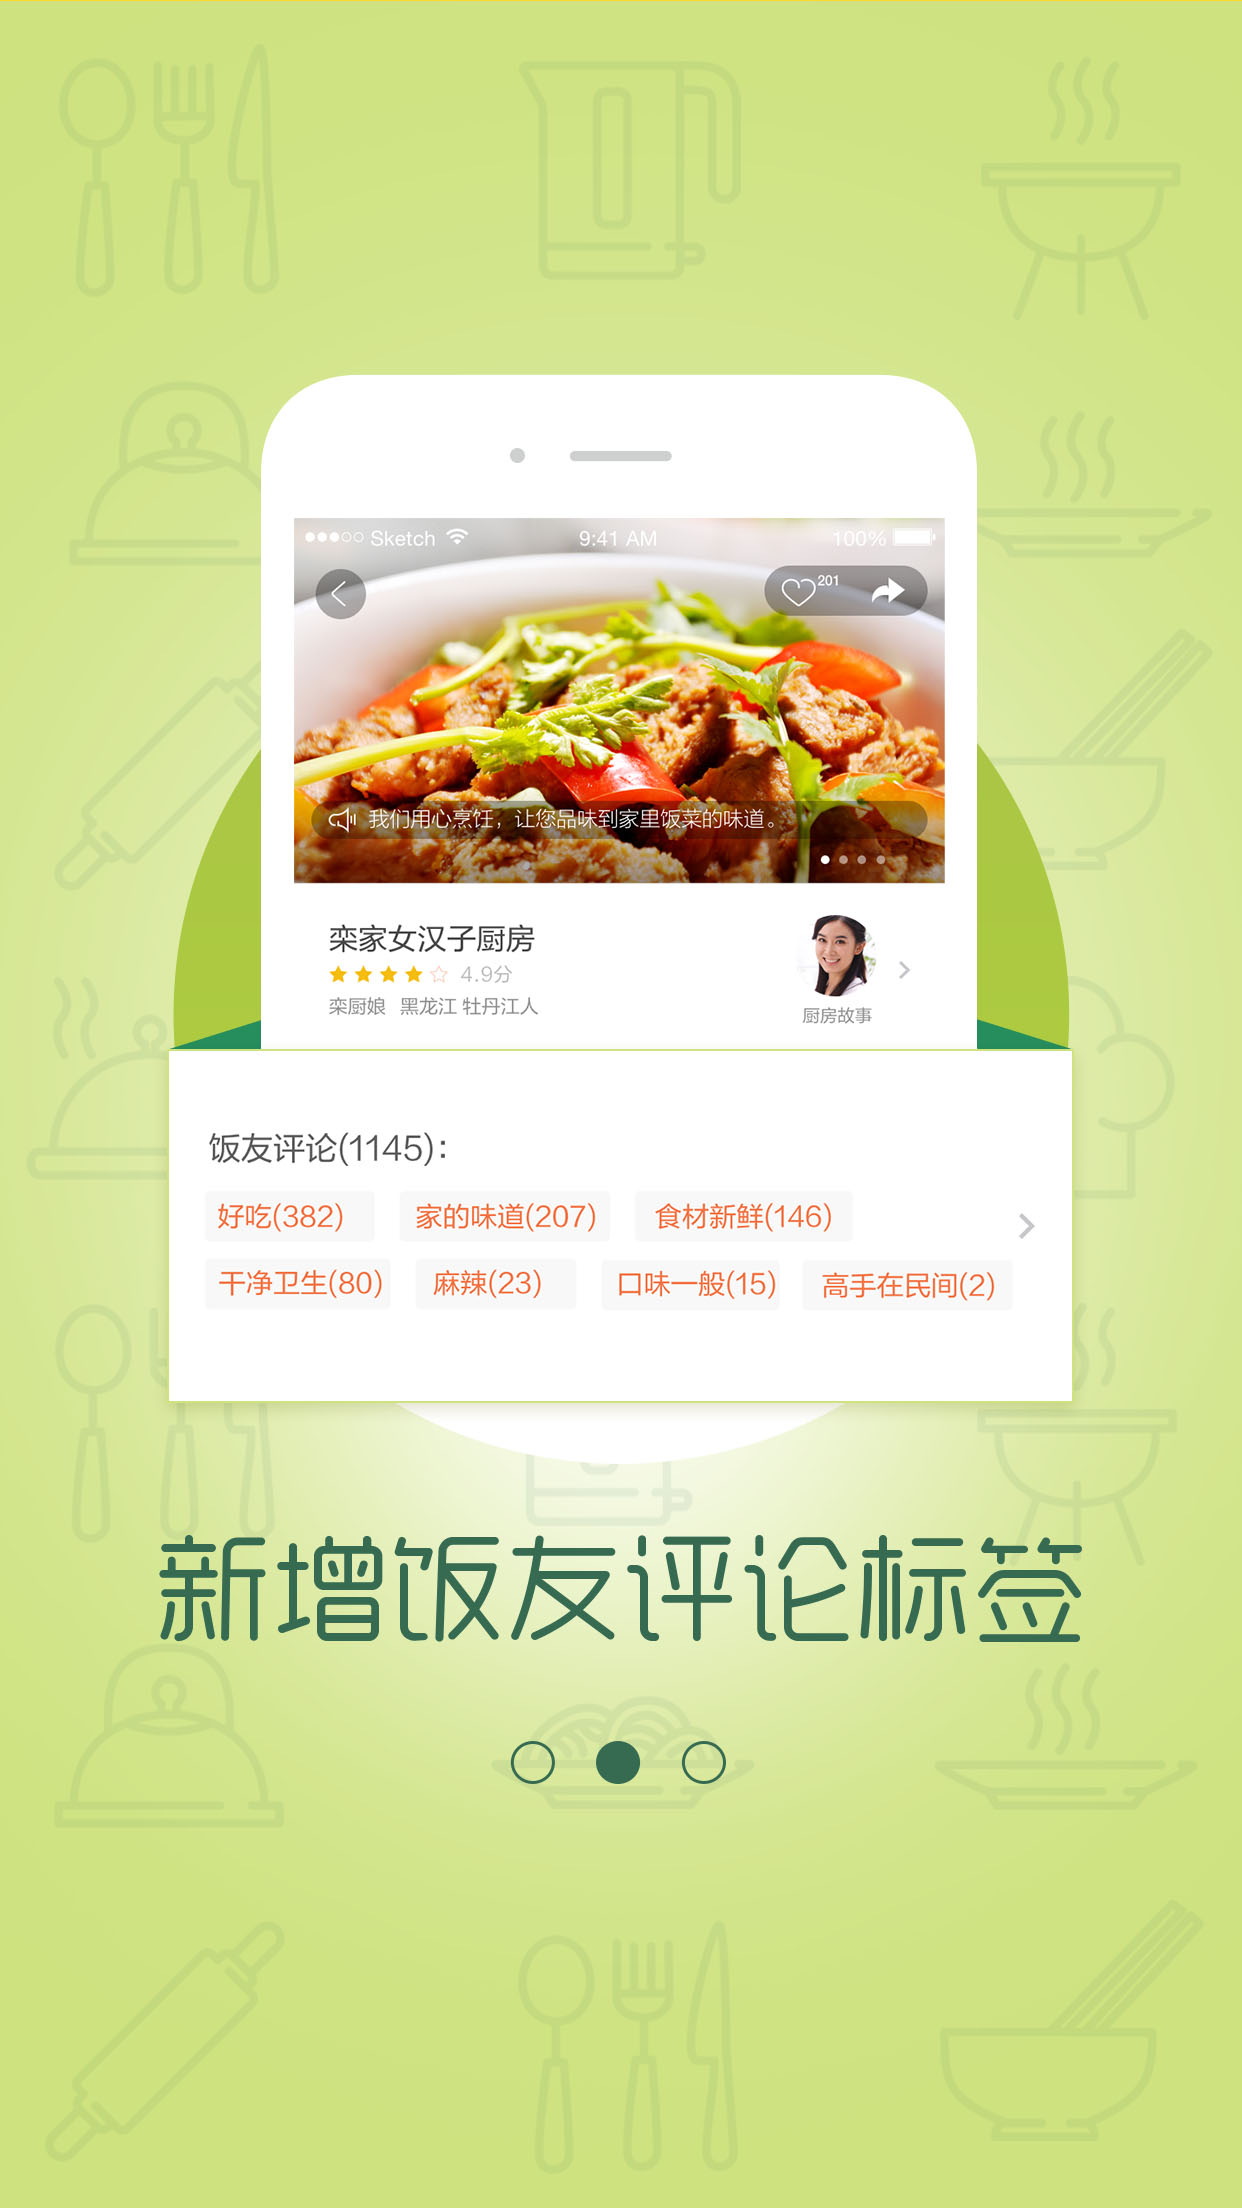 Sketch 9:41 AM 100%
201
我们用心烹饪，让您品味到家里饭菜的味道。
栾家女汉子厨房
4.9分
栾厨娘 黑龙江 牡丹江人
厨房故事
饭友评论(1145)：
好吃(382) 家的味道(207) 食材新鲜(146)
干净卫生(80) 麻辣(23) 口味一般(15) 高手在民间(2)
新增饭友评论标签